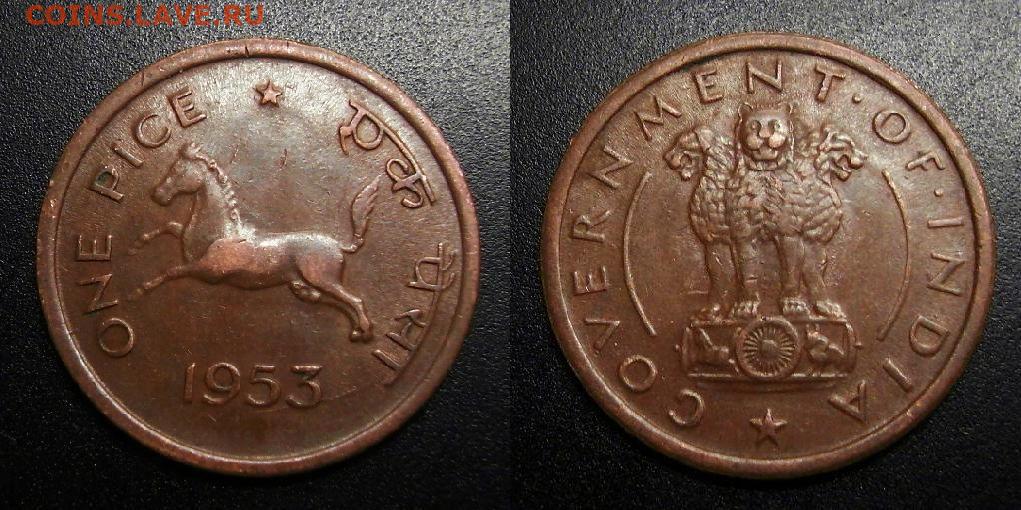 COINS.LAVE.RU
ONE PICE
एक पैसा
1953
GOVERNMENT·OF·INDIA